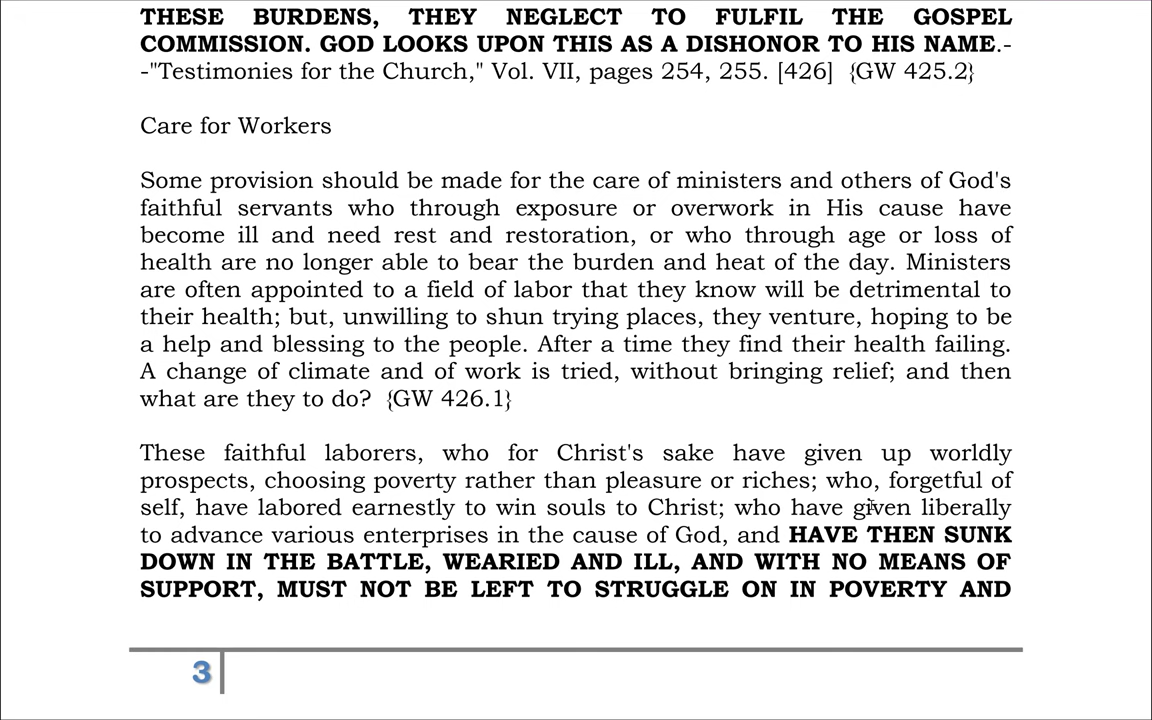 THESE BURDENS, THEY NEGLECT TO FULFIL THE GOSPEL
COMMISSION. GOD LOOKS UPON THIS AS A DISHONOR TO HIS NAME.-
-"Testimonies for the Church," Vol. VII, pages 254, 255. [426] {GW 425.2}
Care for Workers
Some provision should be made for the care of ministers and others of God's
faithful servants who through exposure or overwork in His cause have
become ill and need rest and restoration, or who through age or loss of
health are no longer able to bear the burden and heat of the day. Ministers
are often appointed to a field of labor that they know will be detrimental to
their health; but, unwilling to shun trying places, they venture, hoping to be
a help and blessing to the people. After a time they find their health failing.
A change of climate and of work is tried, without bringing relief; and then
what are they to do? {GW 426.1}
These faithful laborers, who for Christ's sake have given up worldly
prospects, choosing poverty rather than pleasure or riches; who, forgetful of
self, have labored earnestly to win souls to Christ; who have given liberally
to advance various enterprises in the cause of God, and HAVE THEN SUNK
DOWN IN THE BATTLE, WEARIED AND ILL, AND WITH NO MEANS OF
SUPPORT, MUST NOT BE LEFT TO STRUGGLE ON IN POVERTY AND
3